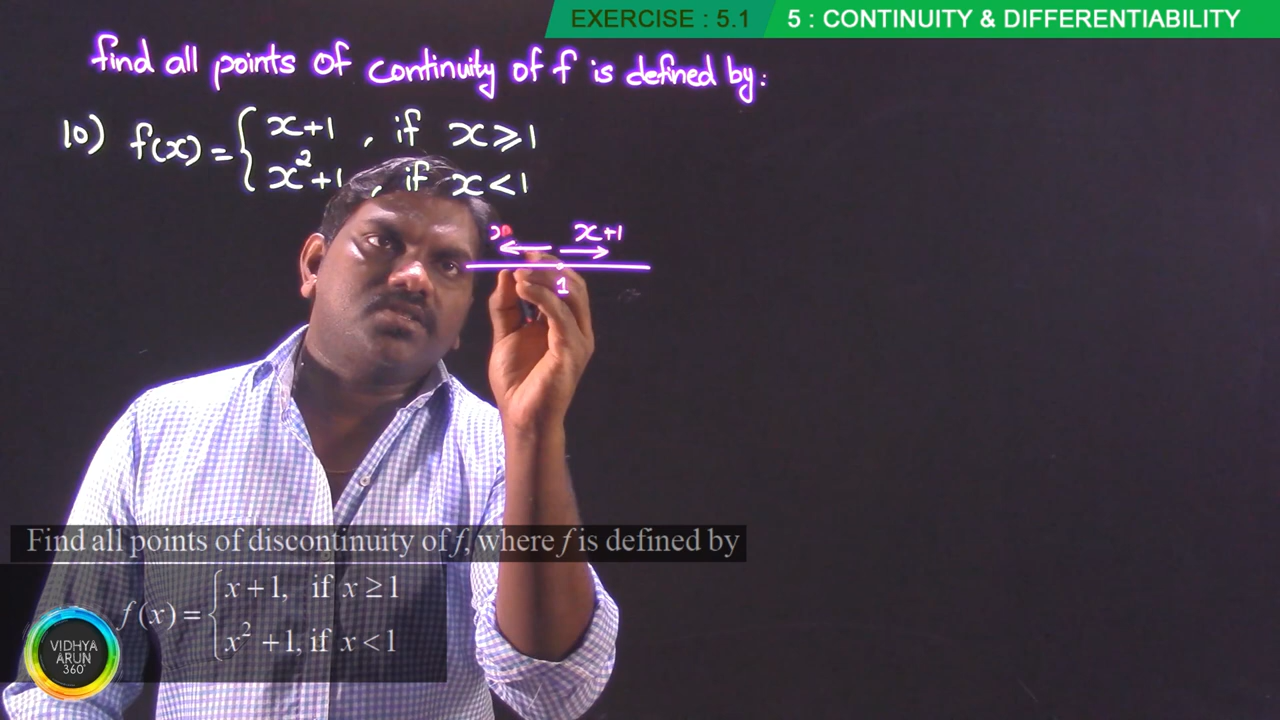 EXERCISE : 5.1
5 : CONTINUITY & DIFFERENTIABILITY
find all points of continuity of f is defined by:
10) f(x) = { x+1 , if x ≥ 1
x²+1 , if x < 1
x x+1
1
Find all points of discontinuity of f, where f is defined by
f(x) = { x + 1, if x ≥ 1
x² + 1, if x < 1
VIDHYA
ARUN
360°